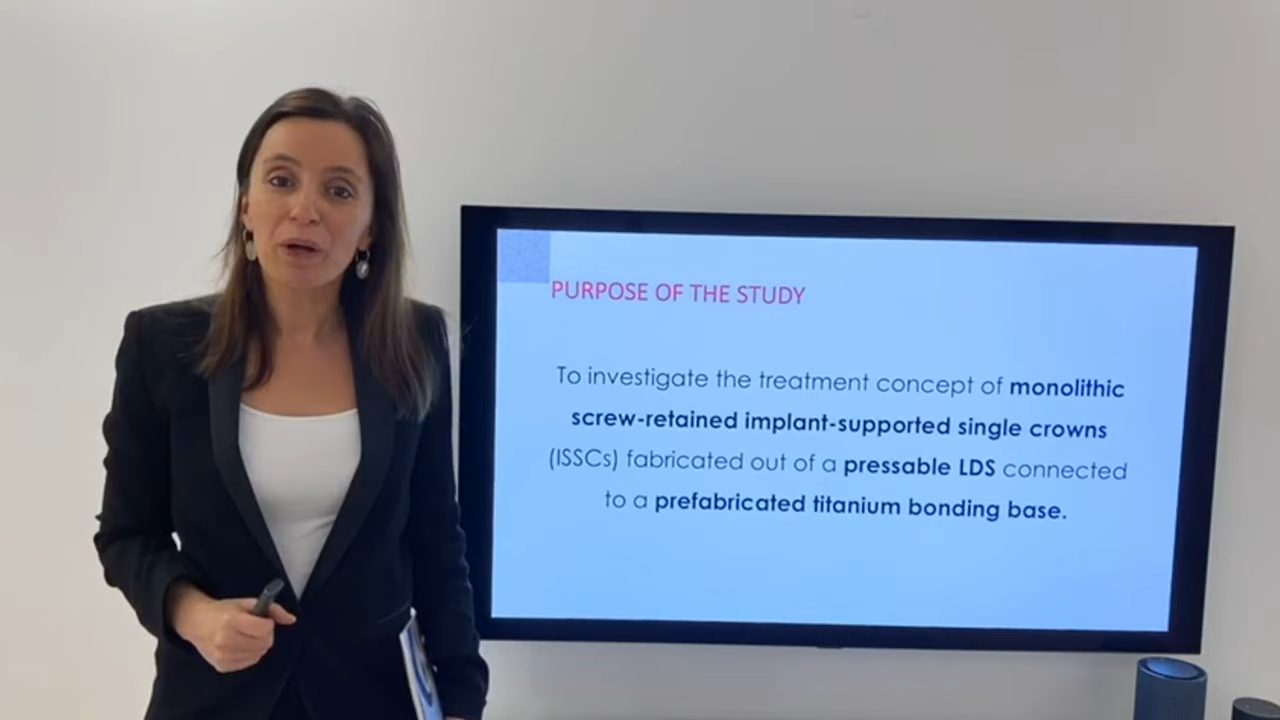 PURPOSE OF THE STUDY
To investigate the treatment concept of monolithic
screw-retained implant-supported single crowns
(ISSCs) fabricated out of a pressable LDS connected
to a prefabricated titanium bonding base.